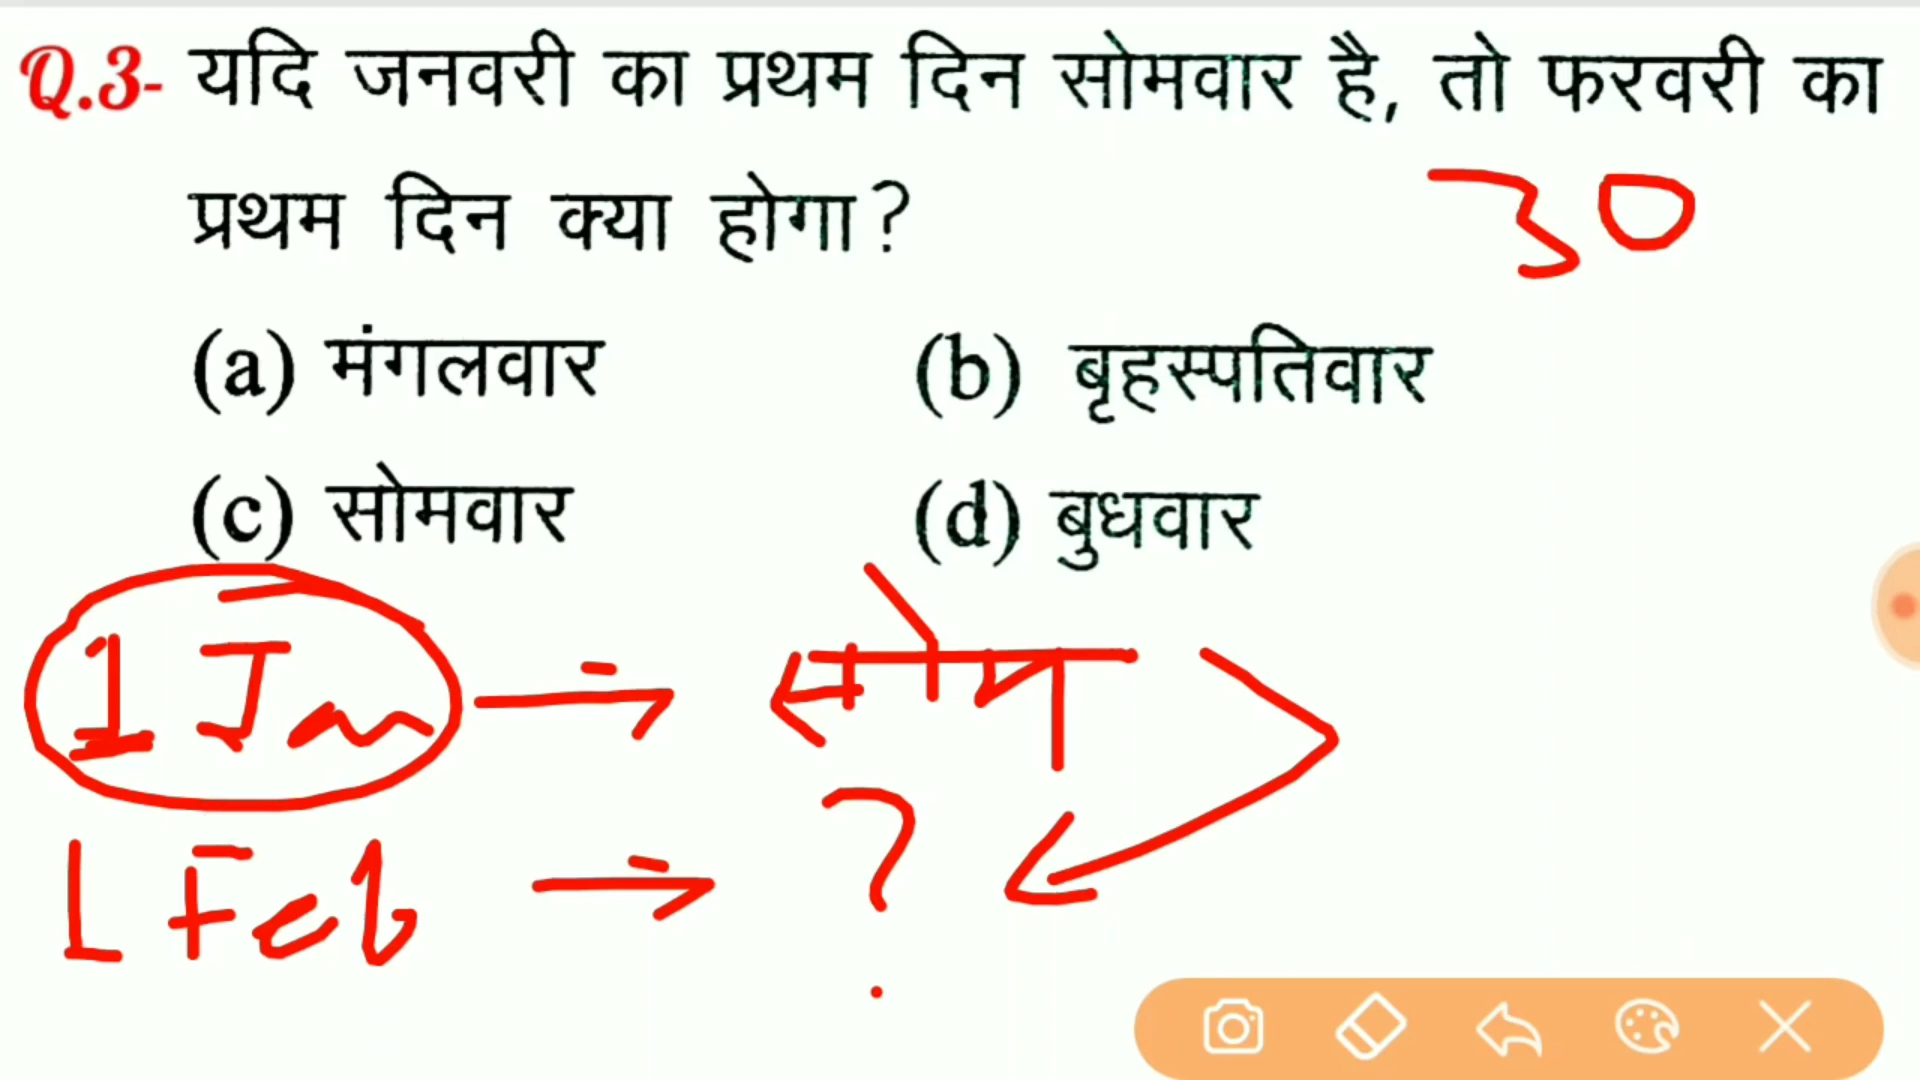 Q.3- यदि जनवरी का प्रथम दिन सोमवार है, तो फरवरी का
प्रथम दिन क्या होगा?
30
(a) मंगलवार (b) बृहस्पतिवार
(c) सोमवार (d) बुधवार
1 Jan → सोम
1 Feb → ?